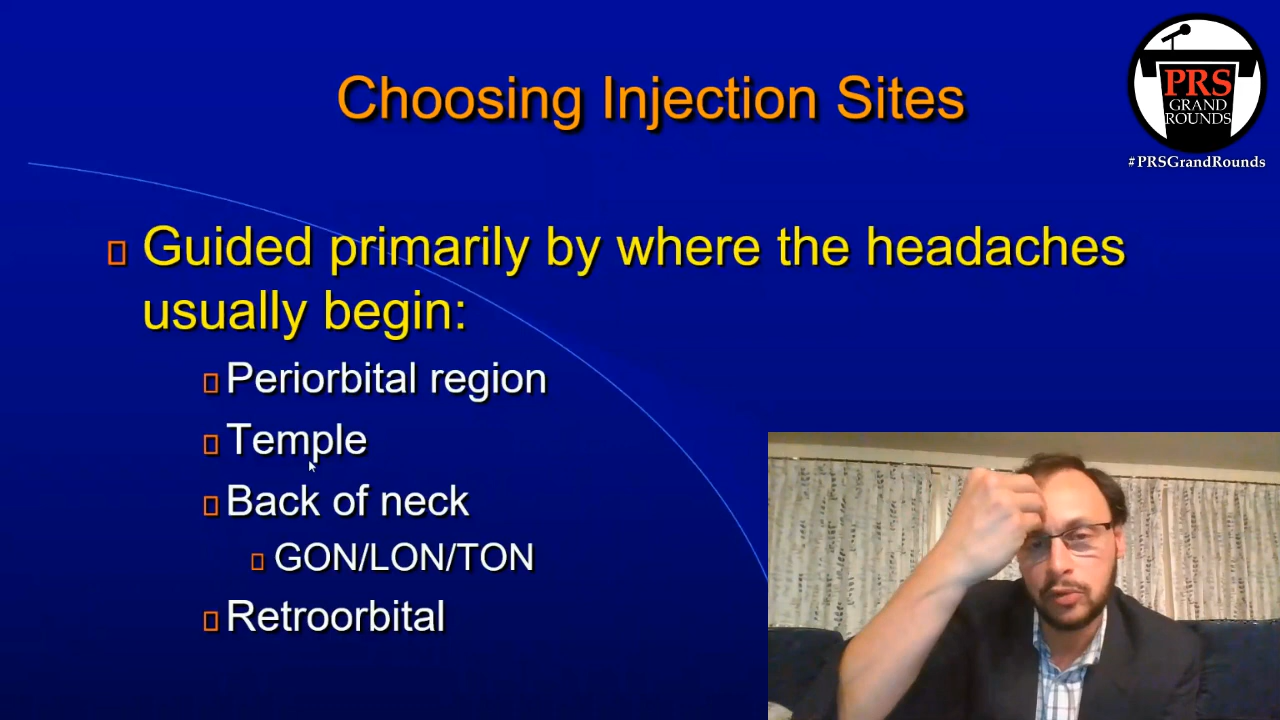 Choosing Injection Sites
PRS
GRAND
ROUNDS
#PRSGrandRounds
Guided primarily by where the headaches
usually begin:
Periorbital region
Temple
Back of neck
GON/LON/TON
Retroorbital